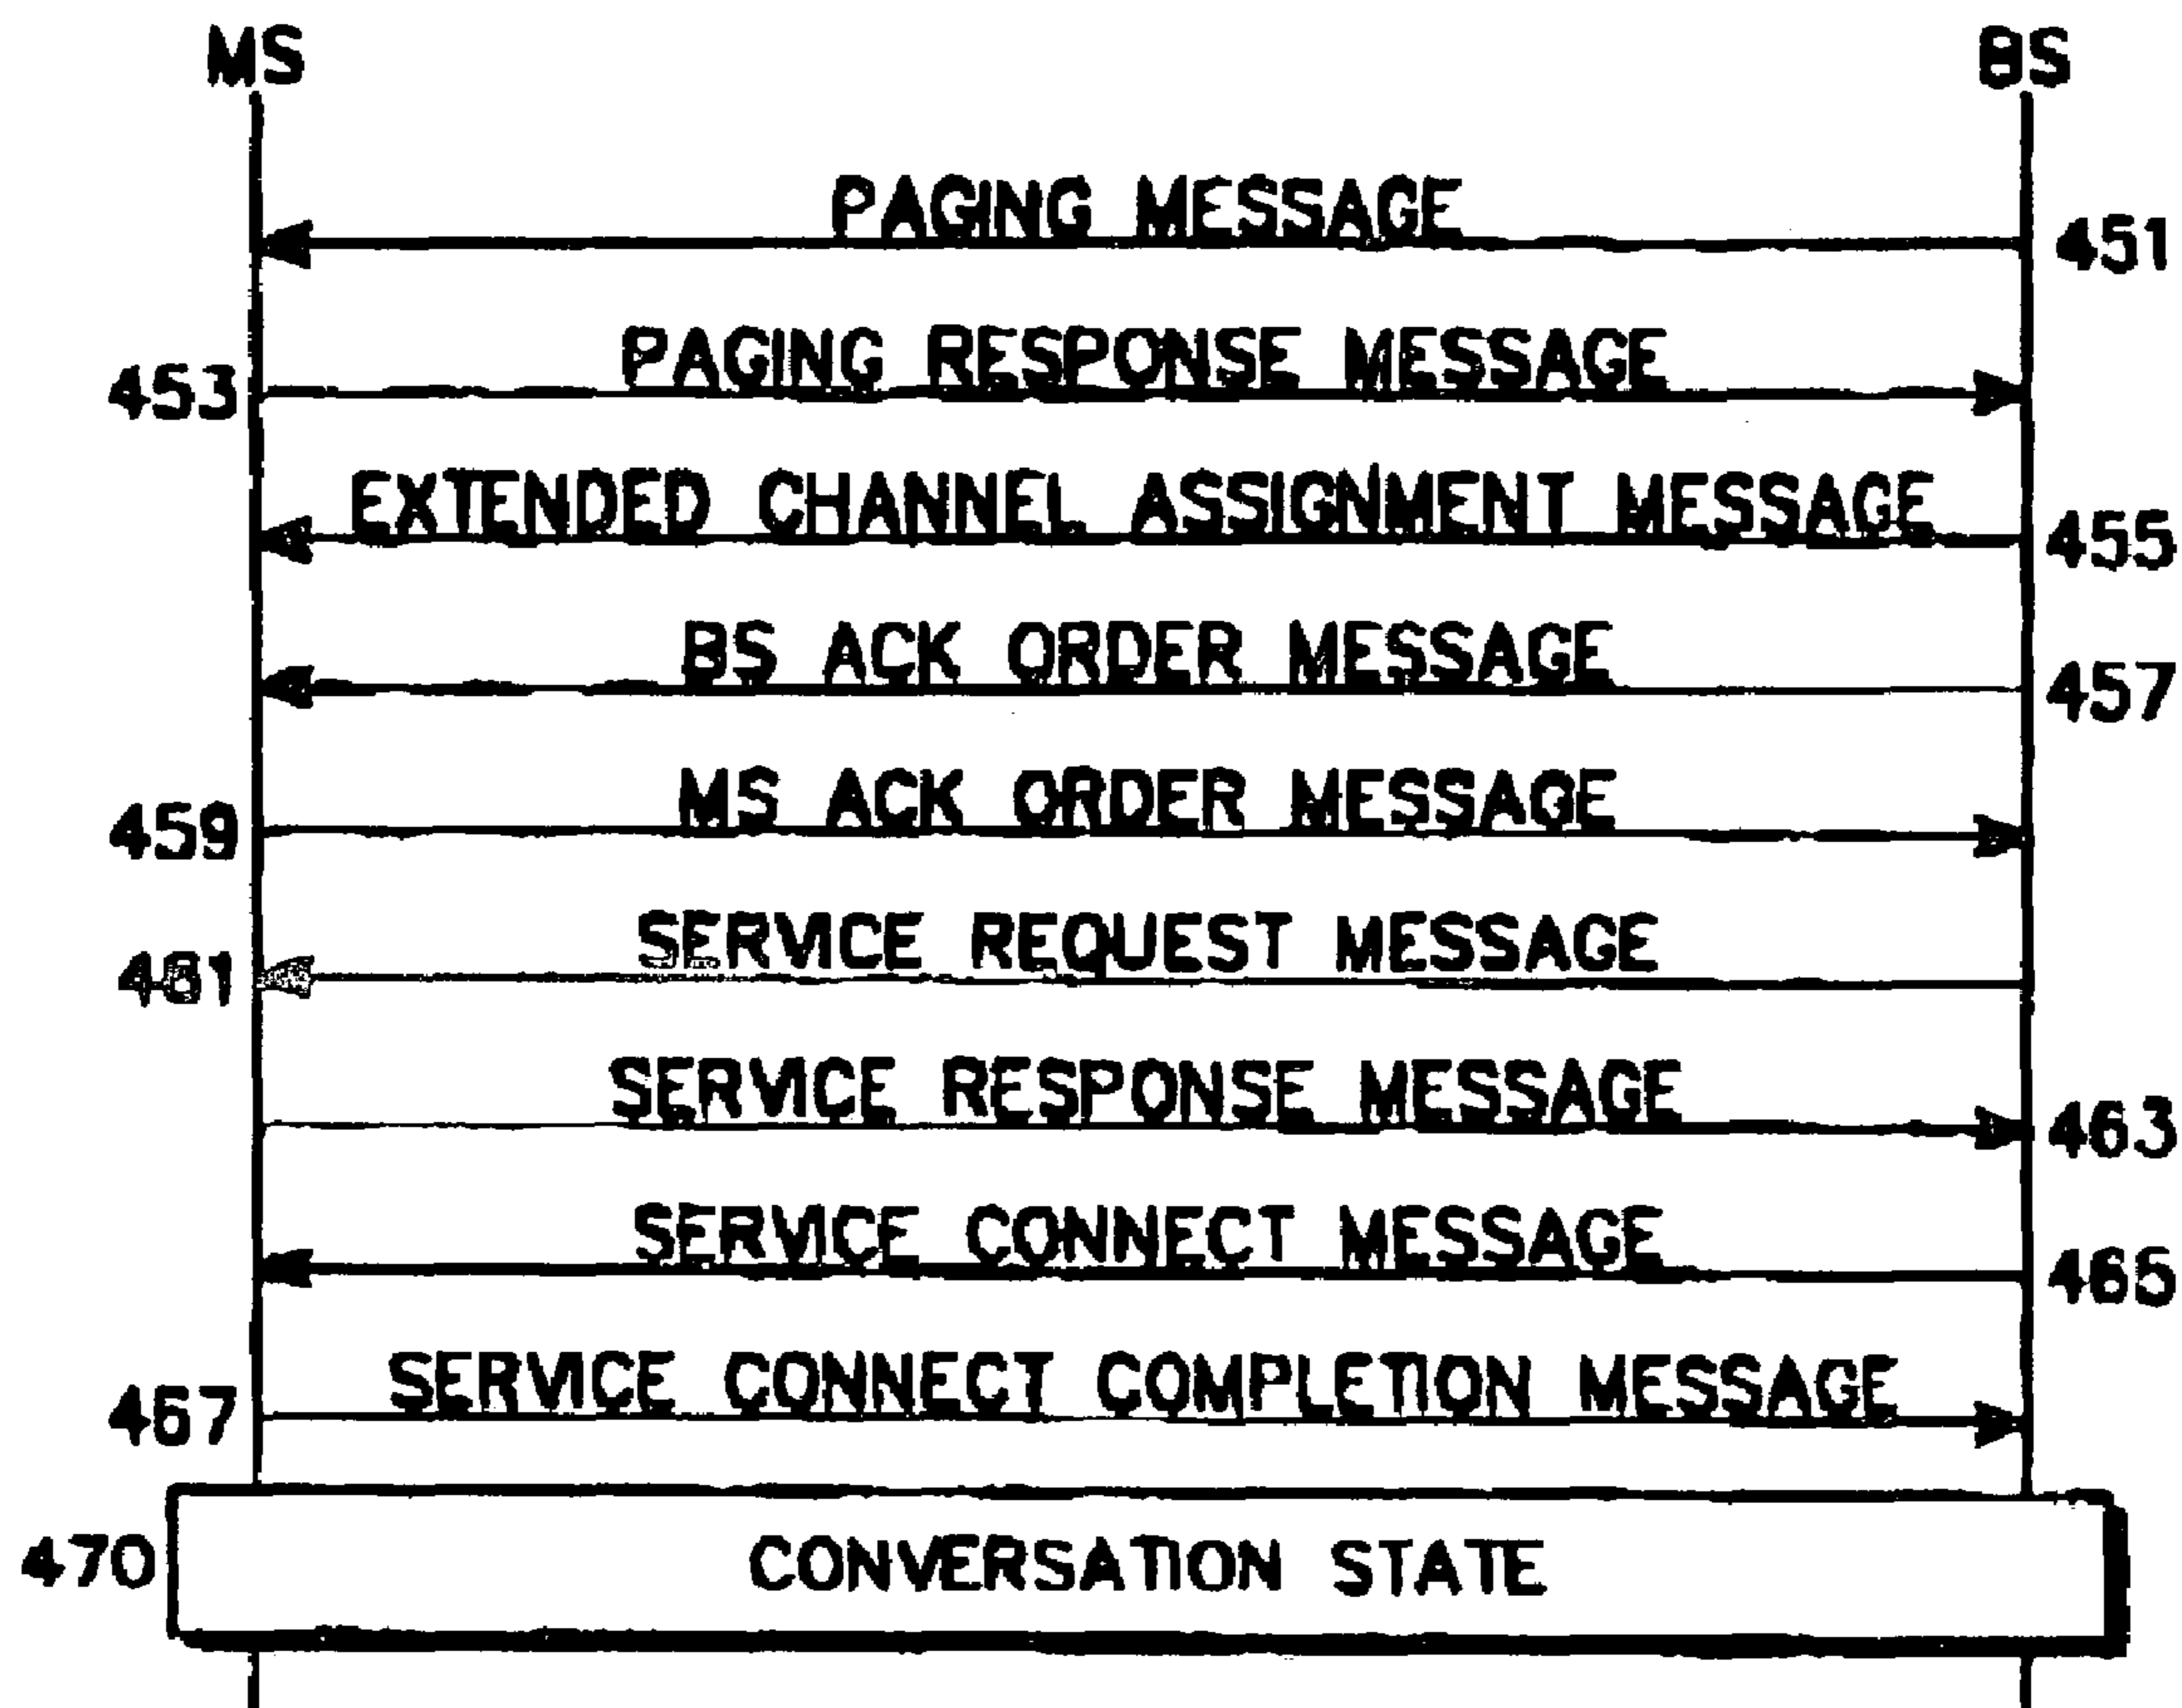 MS BS
PAGING MESSAGE
451
PAGING RESPONSE MESSAGE
453
EXTENDED CHANNEL ASSIGNMENT MESSAGE
455
BS ACK ORDER MESSAGE
457
MS ACK ORDER MESSAGE
459
SERVICE REQUEST MESSAGE
461
SERVICE RESPONSE MESSAGE
463
SERVICE CONNECT MESSAGE
465
SERVICE CONNECT COMPLETION MESSAGE
467
470 CONVERSATION STATE